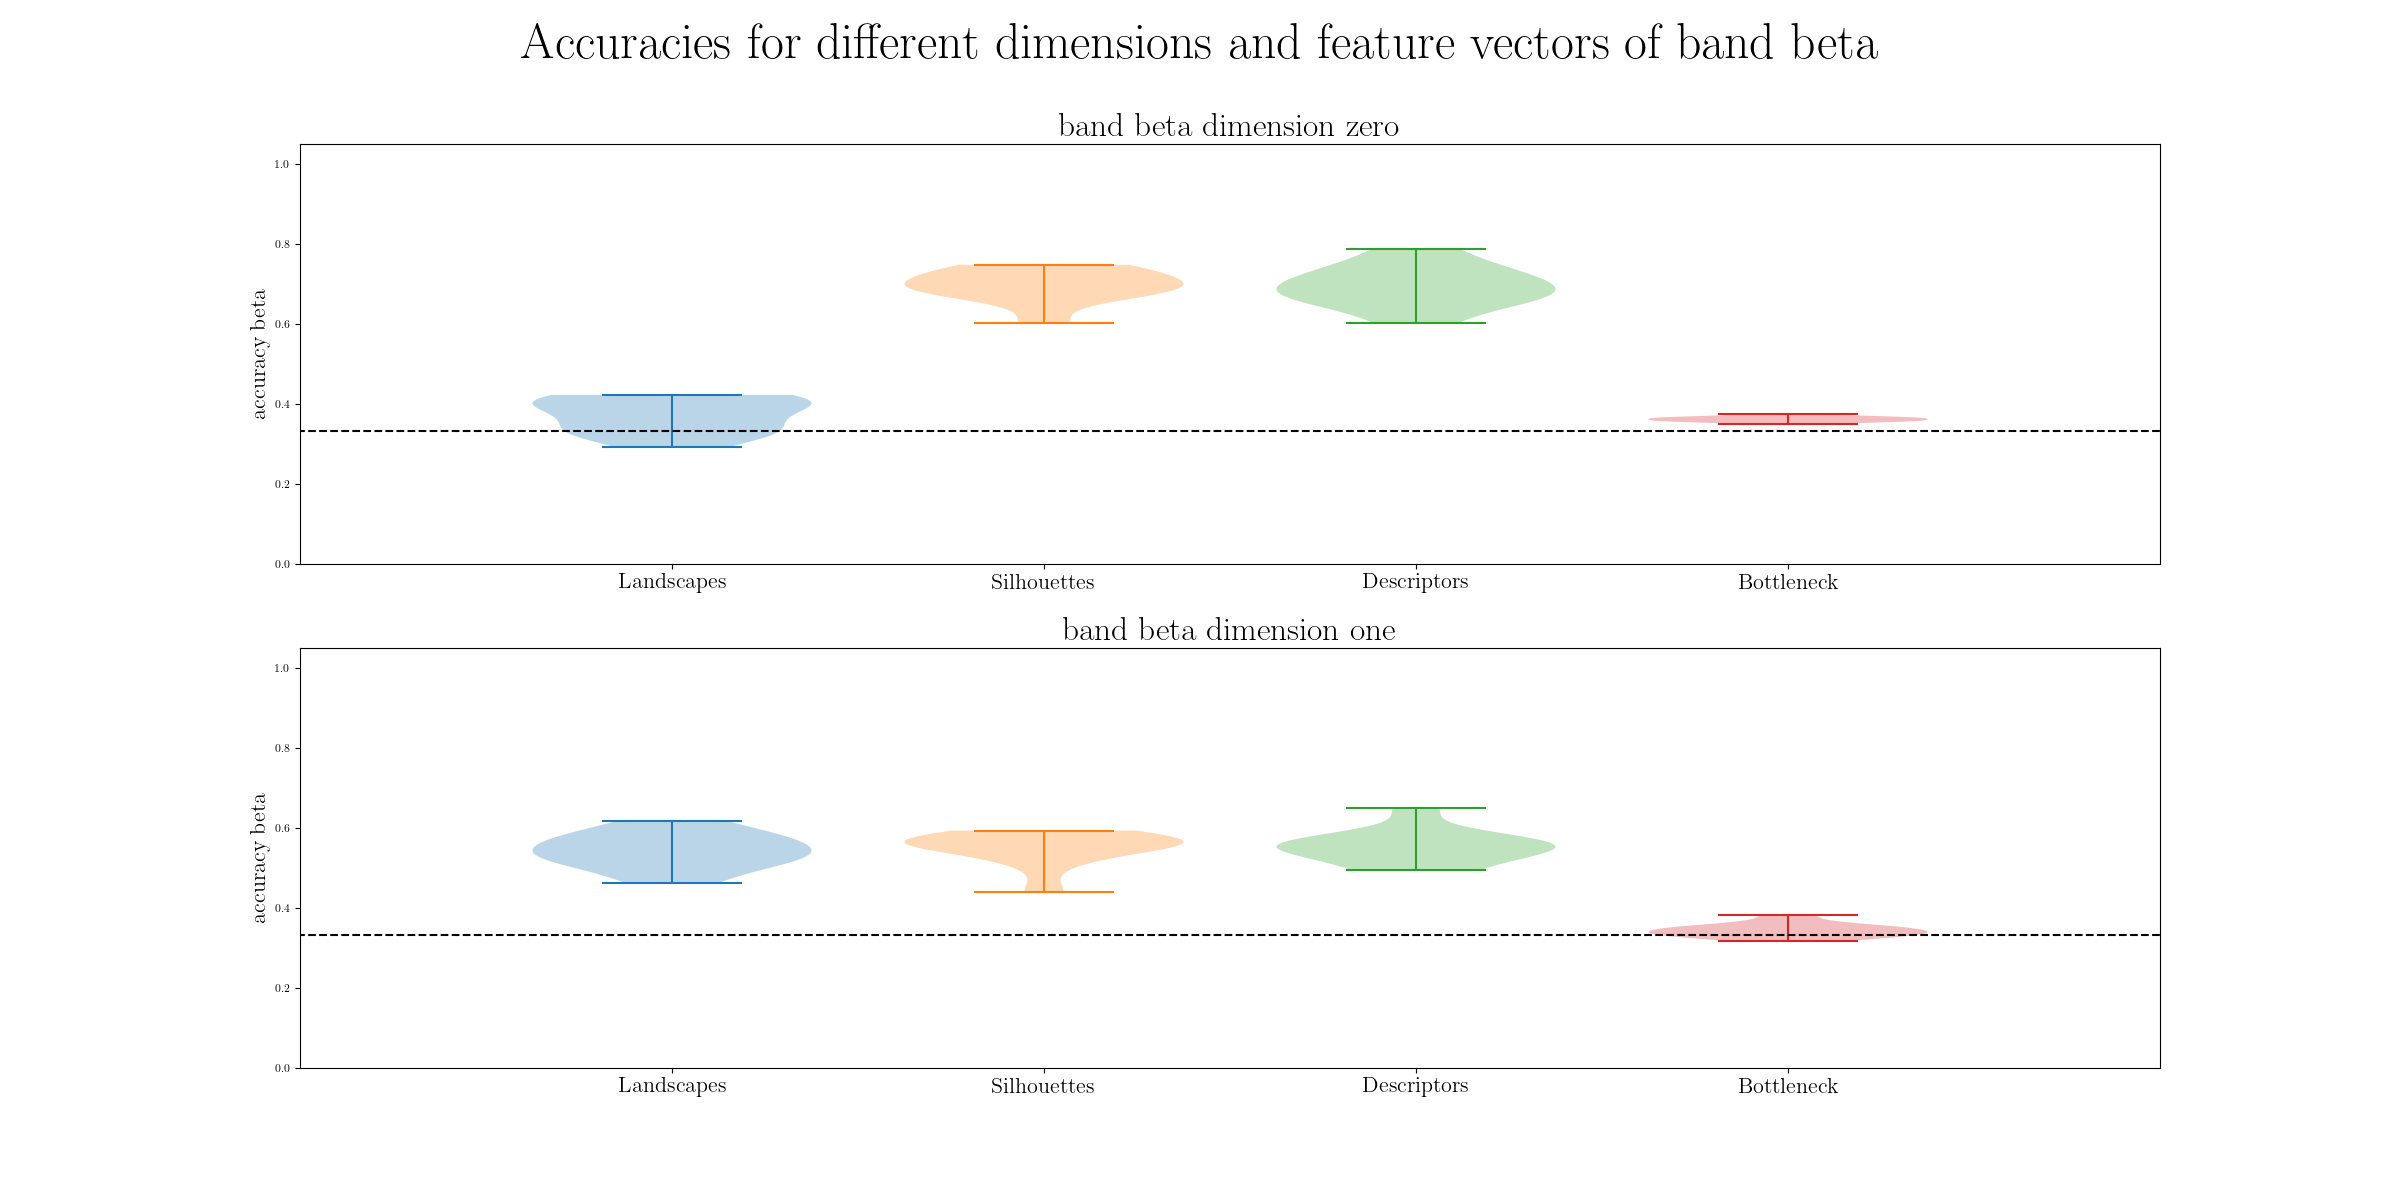 Accuracies for different dimensions and feature vectors of band beta
band beta dimension zero
1.0
0.8
0.6
0.4
0.2
0.0
accuracy beta
Landscapes Silhouettes Descriptors Bottleneck
band beta dimension one
1.0
0.8
0.6
0.4
0.2
0.0
accuracy beta
Landscapes Silhouettes Descriptors Bottleneck